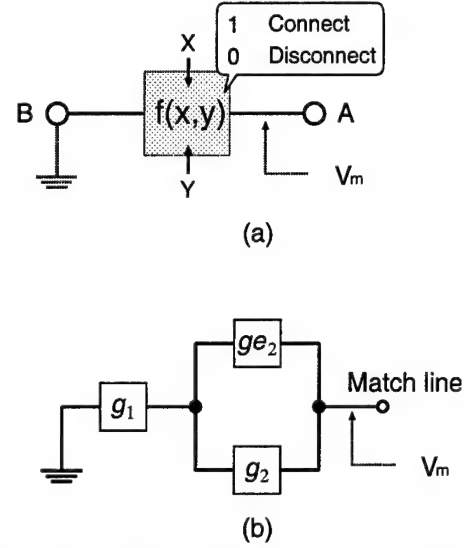 1 Connect
0 Disconnect
X
B
f(x,y)
A
Y
Vm
(a)
ge2
Match line
g1
g2
Vm
(b)